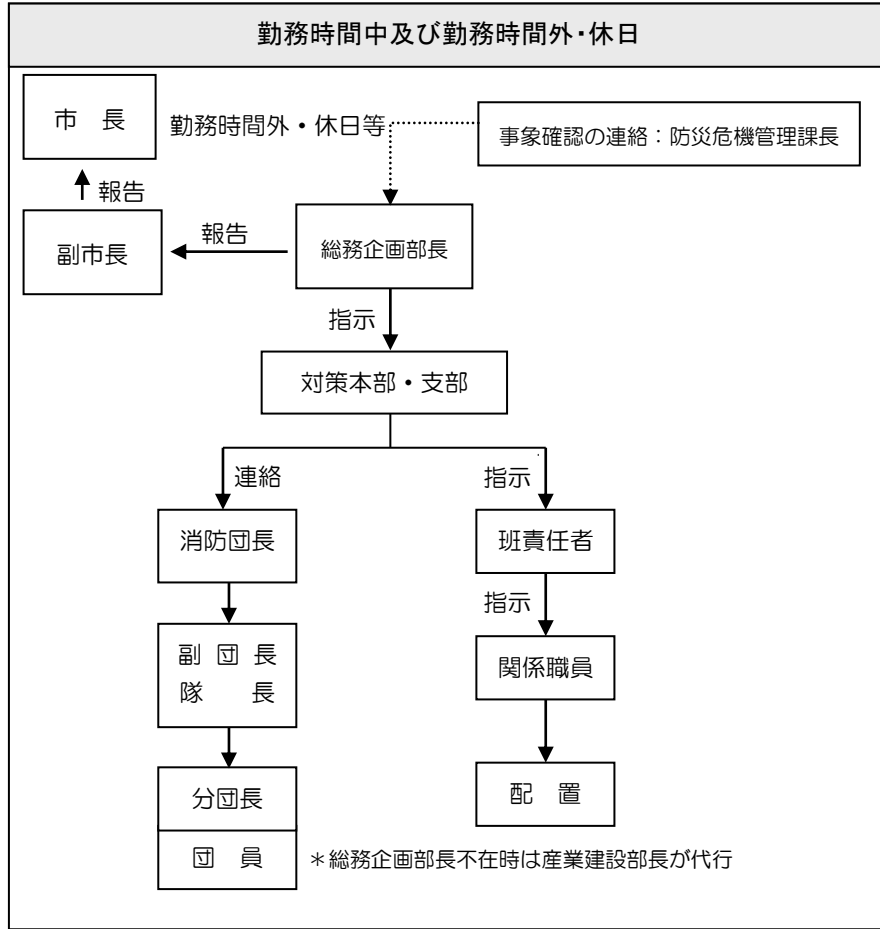 勤務時間中及び勤務時間外・休日
市　長
勤務時間外・休日等
事象確認の連絡：防災危機管理課長
報告
副市長
報告
総務企画部長
指示
対策本部・支部
連絡
指示
消防団長
班責任者
指示
副　団　長
隊　　　長
関係職員
分団長
配　置
団　員
＊総務企画部長不在時は産業建設部長が代行